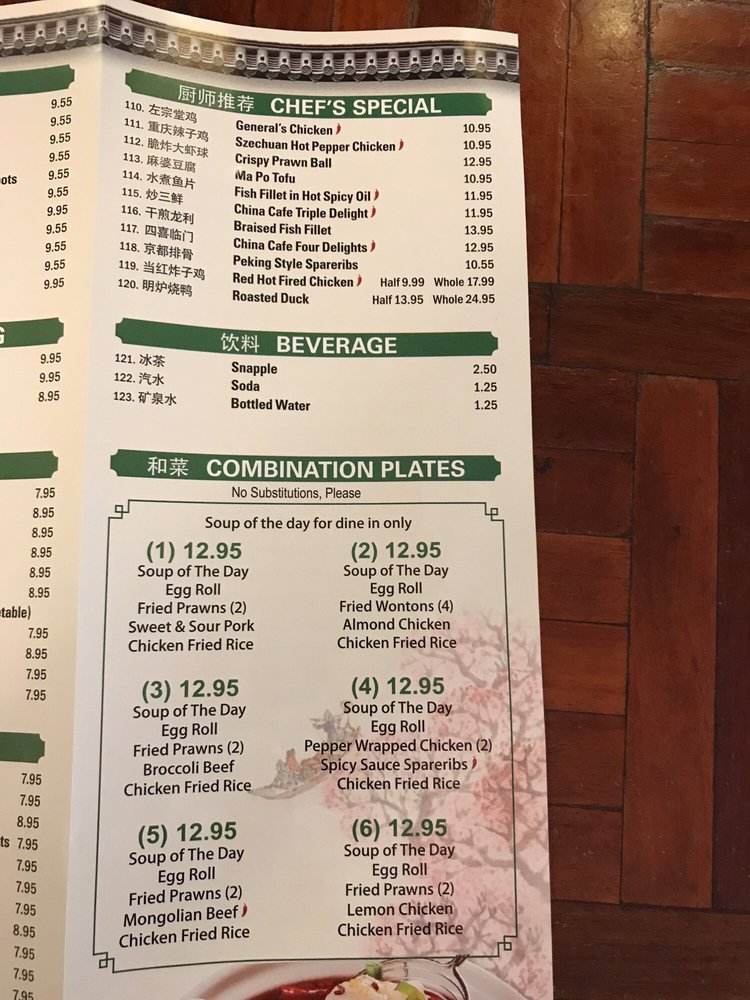 9.55
9.55
9.55
9.55
ots 9.55
9.55
9.95
9.55
9.55
9.55
9.95
G
9.95
9.95
8.95
7.95
8.95
8.95
8.95
8.95
8.95
table)
7.95
8.95
7.95
7.95
7.95
7.95
8.95
ts 7.95
7.95
7.95
7.95
8.95
7.95
7.95
7.95
厨师推荐 CHEF'S SPECIAL
110. 左宗堂鸡 General's Chicken 10.95
111. 重庆辣子鸡 Szechuan Hot Pepper Chicken 10.95
112. 脆炸大虾球 Crispy Prawn Ball 12.95
113. 麻婆豆腐 Ma Po Tofu 10.95
114. 水煮鱼片 Fish Fillet in Hot Spicy Oil 11.95
115. 炒三鲜 China Cafe Triple Delight 11.95
116. 干煎龙利 Braised Fish Fillet 13.95
117. 四喜临门 China Cafe Four Delights 12.95
118. 京都排骨 Peking Style Spareribs 10.55
119. 当红炸子鸡 Red Hot Fired Chicken Half 9.99 Whole 17.99
120. 明炉烧鸭 Roasted Duck Half 13.95 Whole 24.95
饮料 BEVERAGE
121. 冰茶 Snapple 2.50
122. 汽水 Soda 1.25
123. 矿泉水 Bottled Water 1.25
和菜 COMBINATION PLATES
No Substitutions, Please
Soup of the day for dine in only
(1) 12.95
Soup of The Day
Egg Roll
Fried Prawns (2)
Sweet & Sour Pork
Chicken Fried Rice
(2) 12.95
Soup of The Day
Egg Roll
Fried Wontons (4)
Almond Chicken
Chicken Fried Rice
(3) 12.95
Soup of The Day
Egg Roll
Fried Prawns (2)
Broccoli Beef
Chicken Fried Rice
(4) 12.95
Soup of The Day
Egg Roll
Pepper Wrapped Chicken (2)
Spicy Sauce Spareribs
Chicken Fried Rice
(5) 12.95
Soup of The Day
Egg Roll
Fried Prawns (2)
Mongolian Beef
Chicken Fried Rice
(6) 12.95
Soup of The Day
Egg Roll
Fried Prawns (2)
Lemon Chicken
Chicken Fried Rice